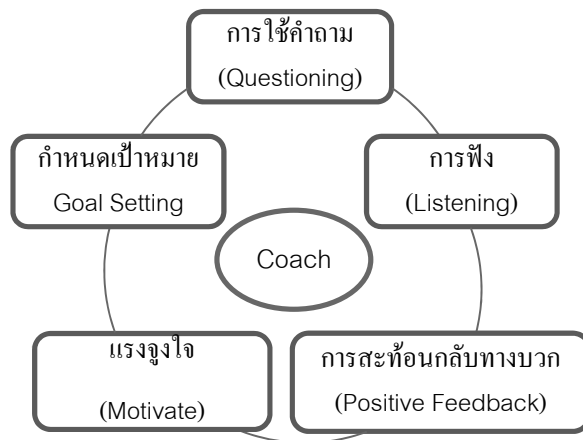 การใช้คำถาม
(Questioning)
กำหนดเป้าหมาย
Goal Setting
การฟัง
(Listening)
Coach
แรงจูงใจ
(Motivate)
การสะท้อนกลับทางบวก
(Positive Feedback)